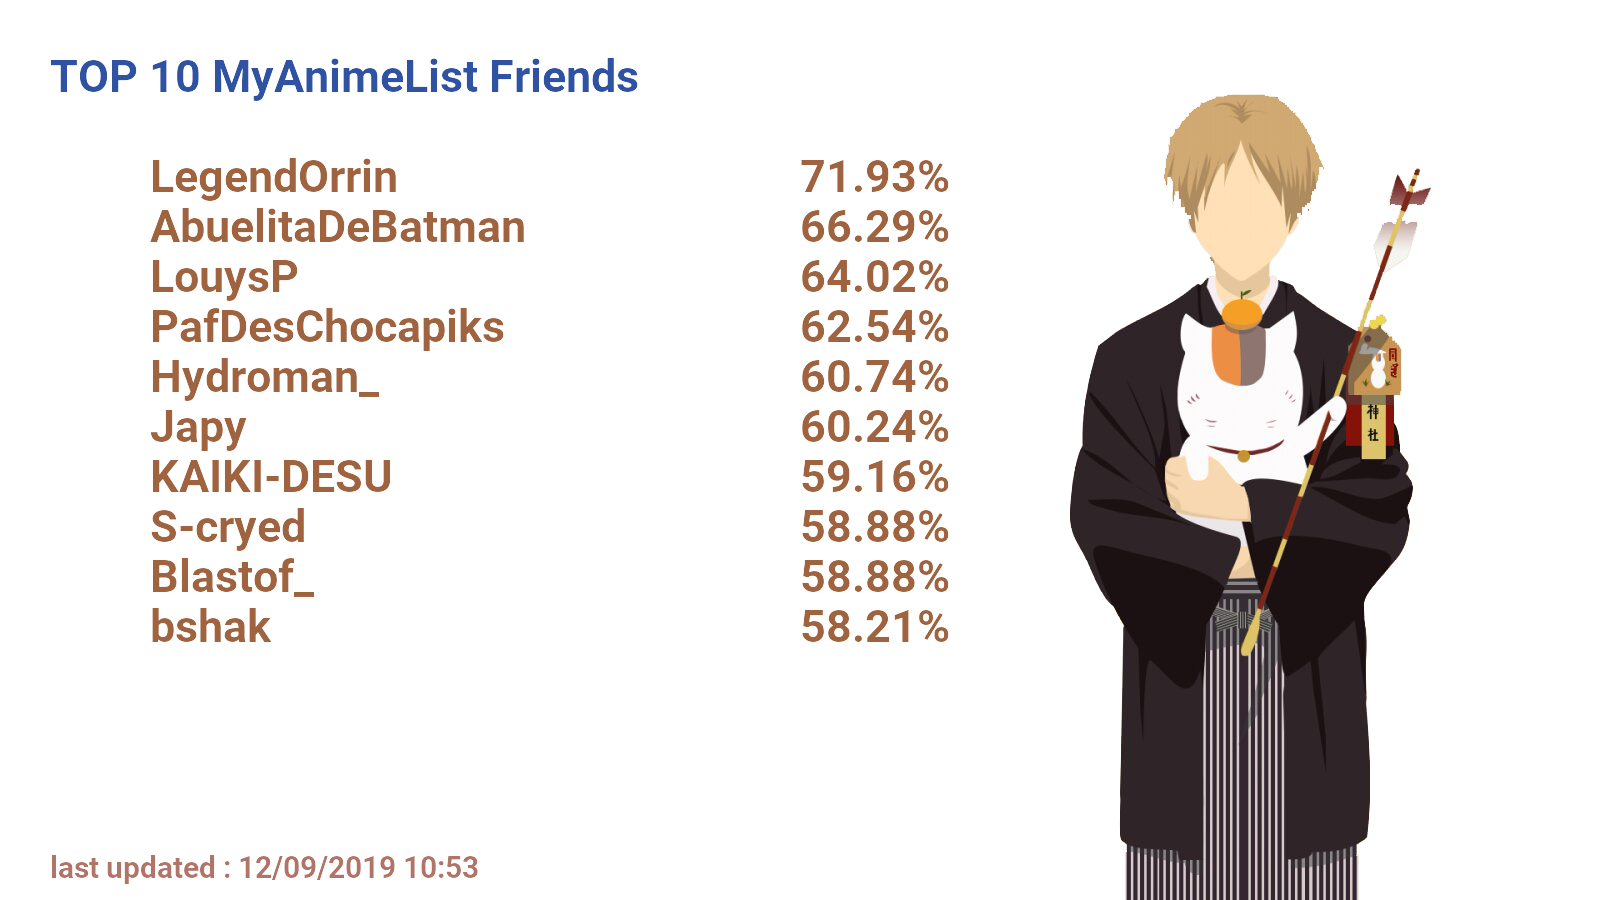 TOP 10 MyAnimeList Friends
LegendOrrin 71.93%
AbuelitaDeBatman 66.29%
LouysP 64.02%
PafDesChocapiks 62.54%
Hydroman_ 60.74%
Japy 60.24%
KAIKI-DESU 59.16%
S-cryed 58.88%
Blastof_ 58.88%
bshak 58.21%
神社
last updated : 12/09/2019 10:53